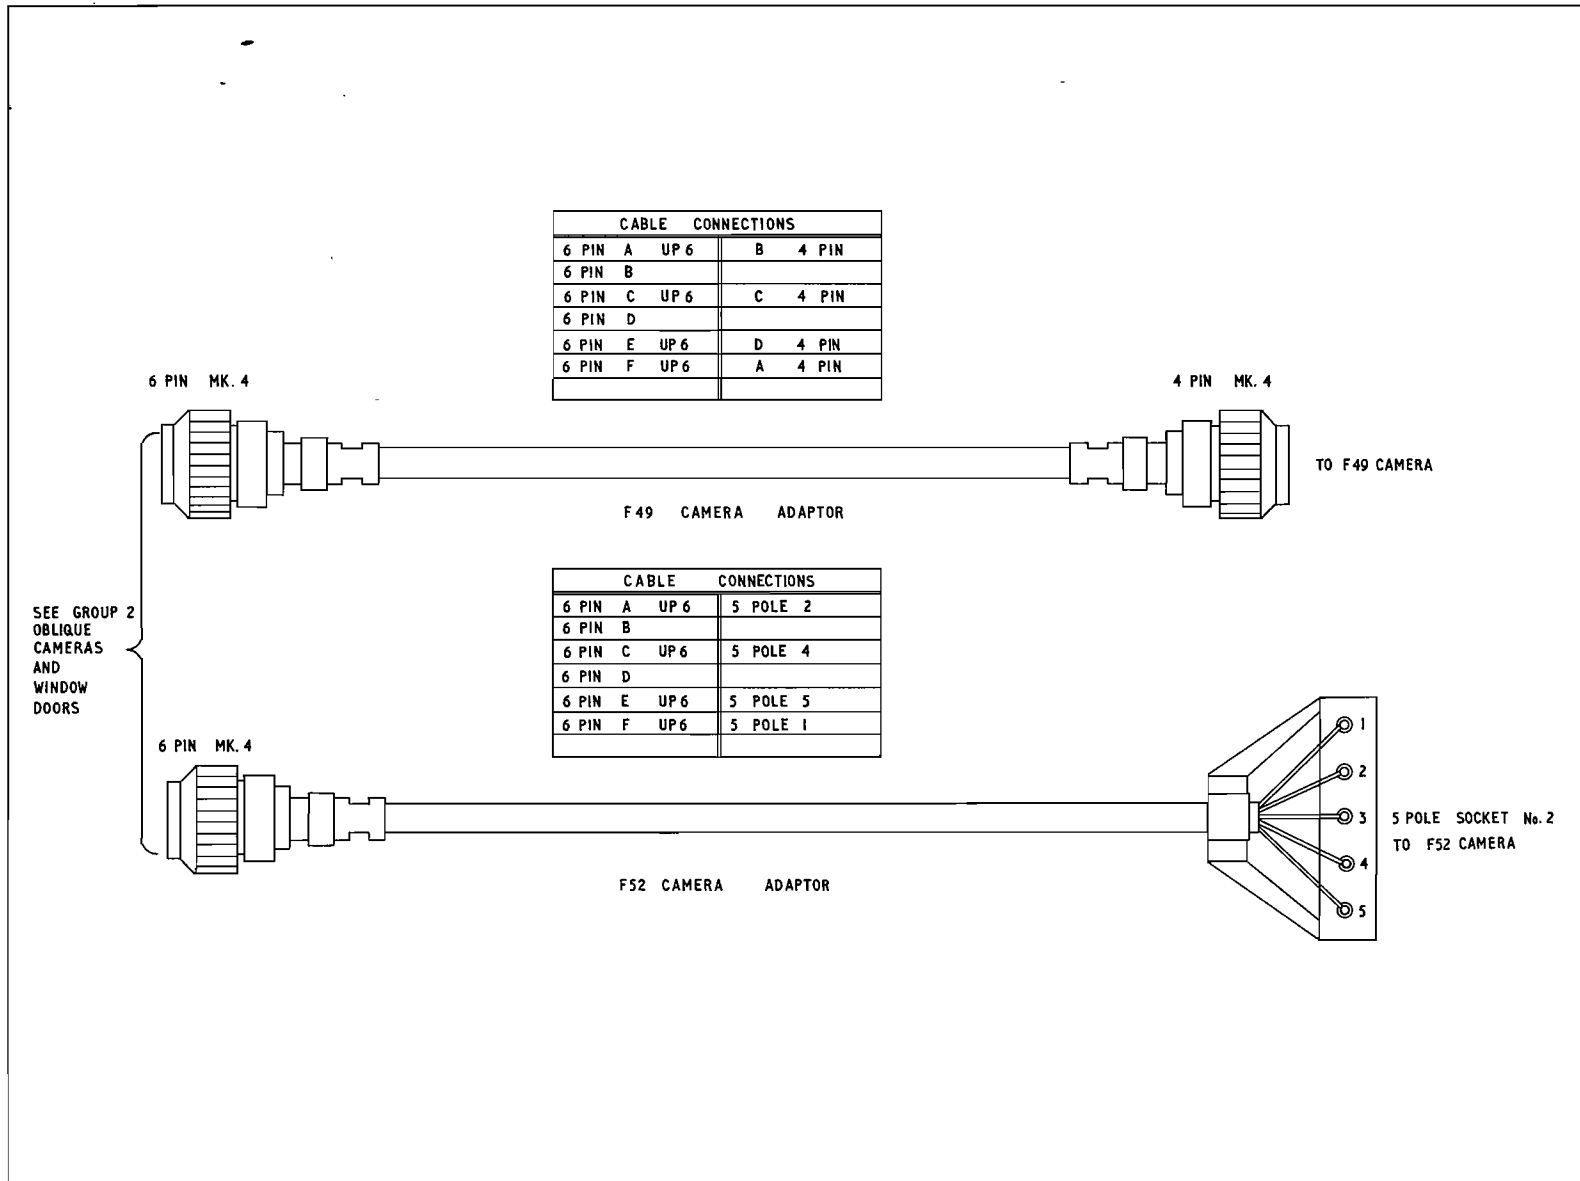 CABLE CONNECTIONS
6 PIN A UP6 B 4 PIN
6 PIN B
6 PIN C UP6 C 4 PIN
6 PIN D
6 PIN E UP6 D 4 PIN
6 PIN F UP6 A 4 PIN
6 PIN MK. 4
4 PIN MK. 4
TO F49 CAMERA
F49 CAMERA ADAPTOR
CABLE CONNECTIONS
6 PIN A UP6 5 POLE 2
6 PIN B
6 PIN C UP6 5 POLE 4
6 PIN D
6 PIN E UP6 5 POLE 5
6 PIN F UP6 5 POLE 1
SEE GROUP 2
OBLIQUE
CAMERAS
AND
WINDOW
DOORS
6 PIN MK. 4
1
2
3
4
5
5 POLE SOCKET No. 2
TO F52 CAMERA
F52 CAMERA ADAPTOR